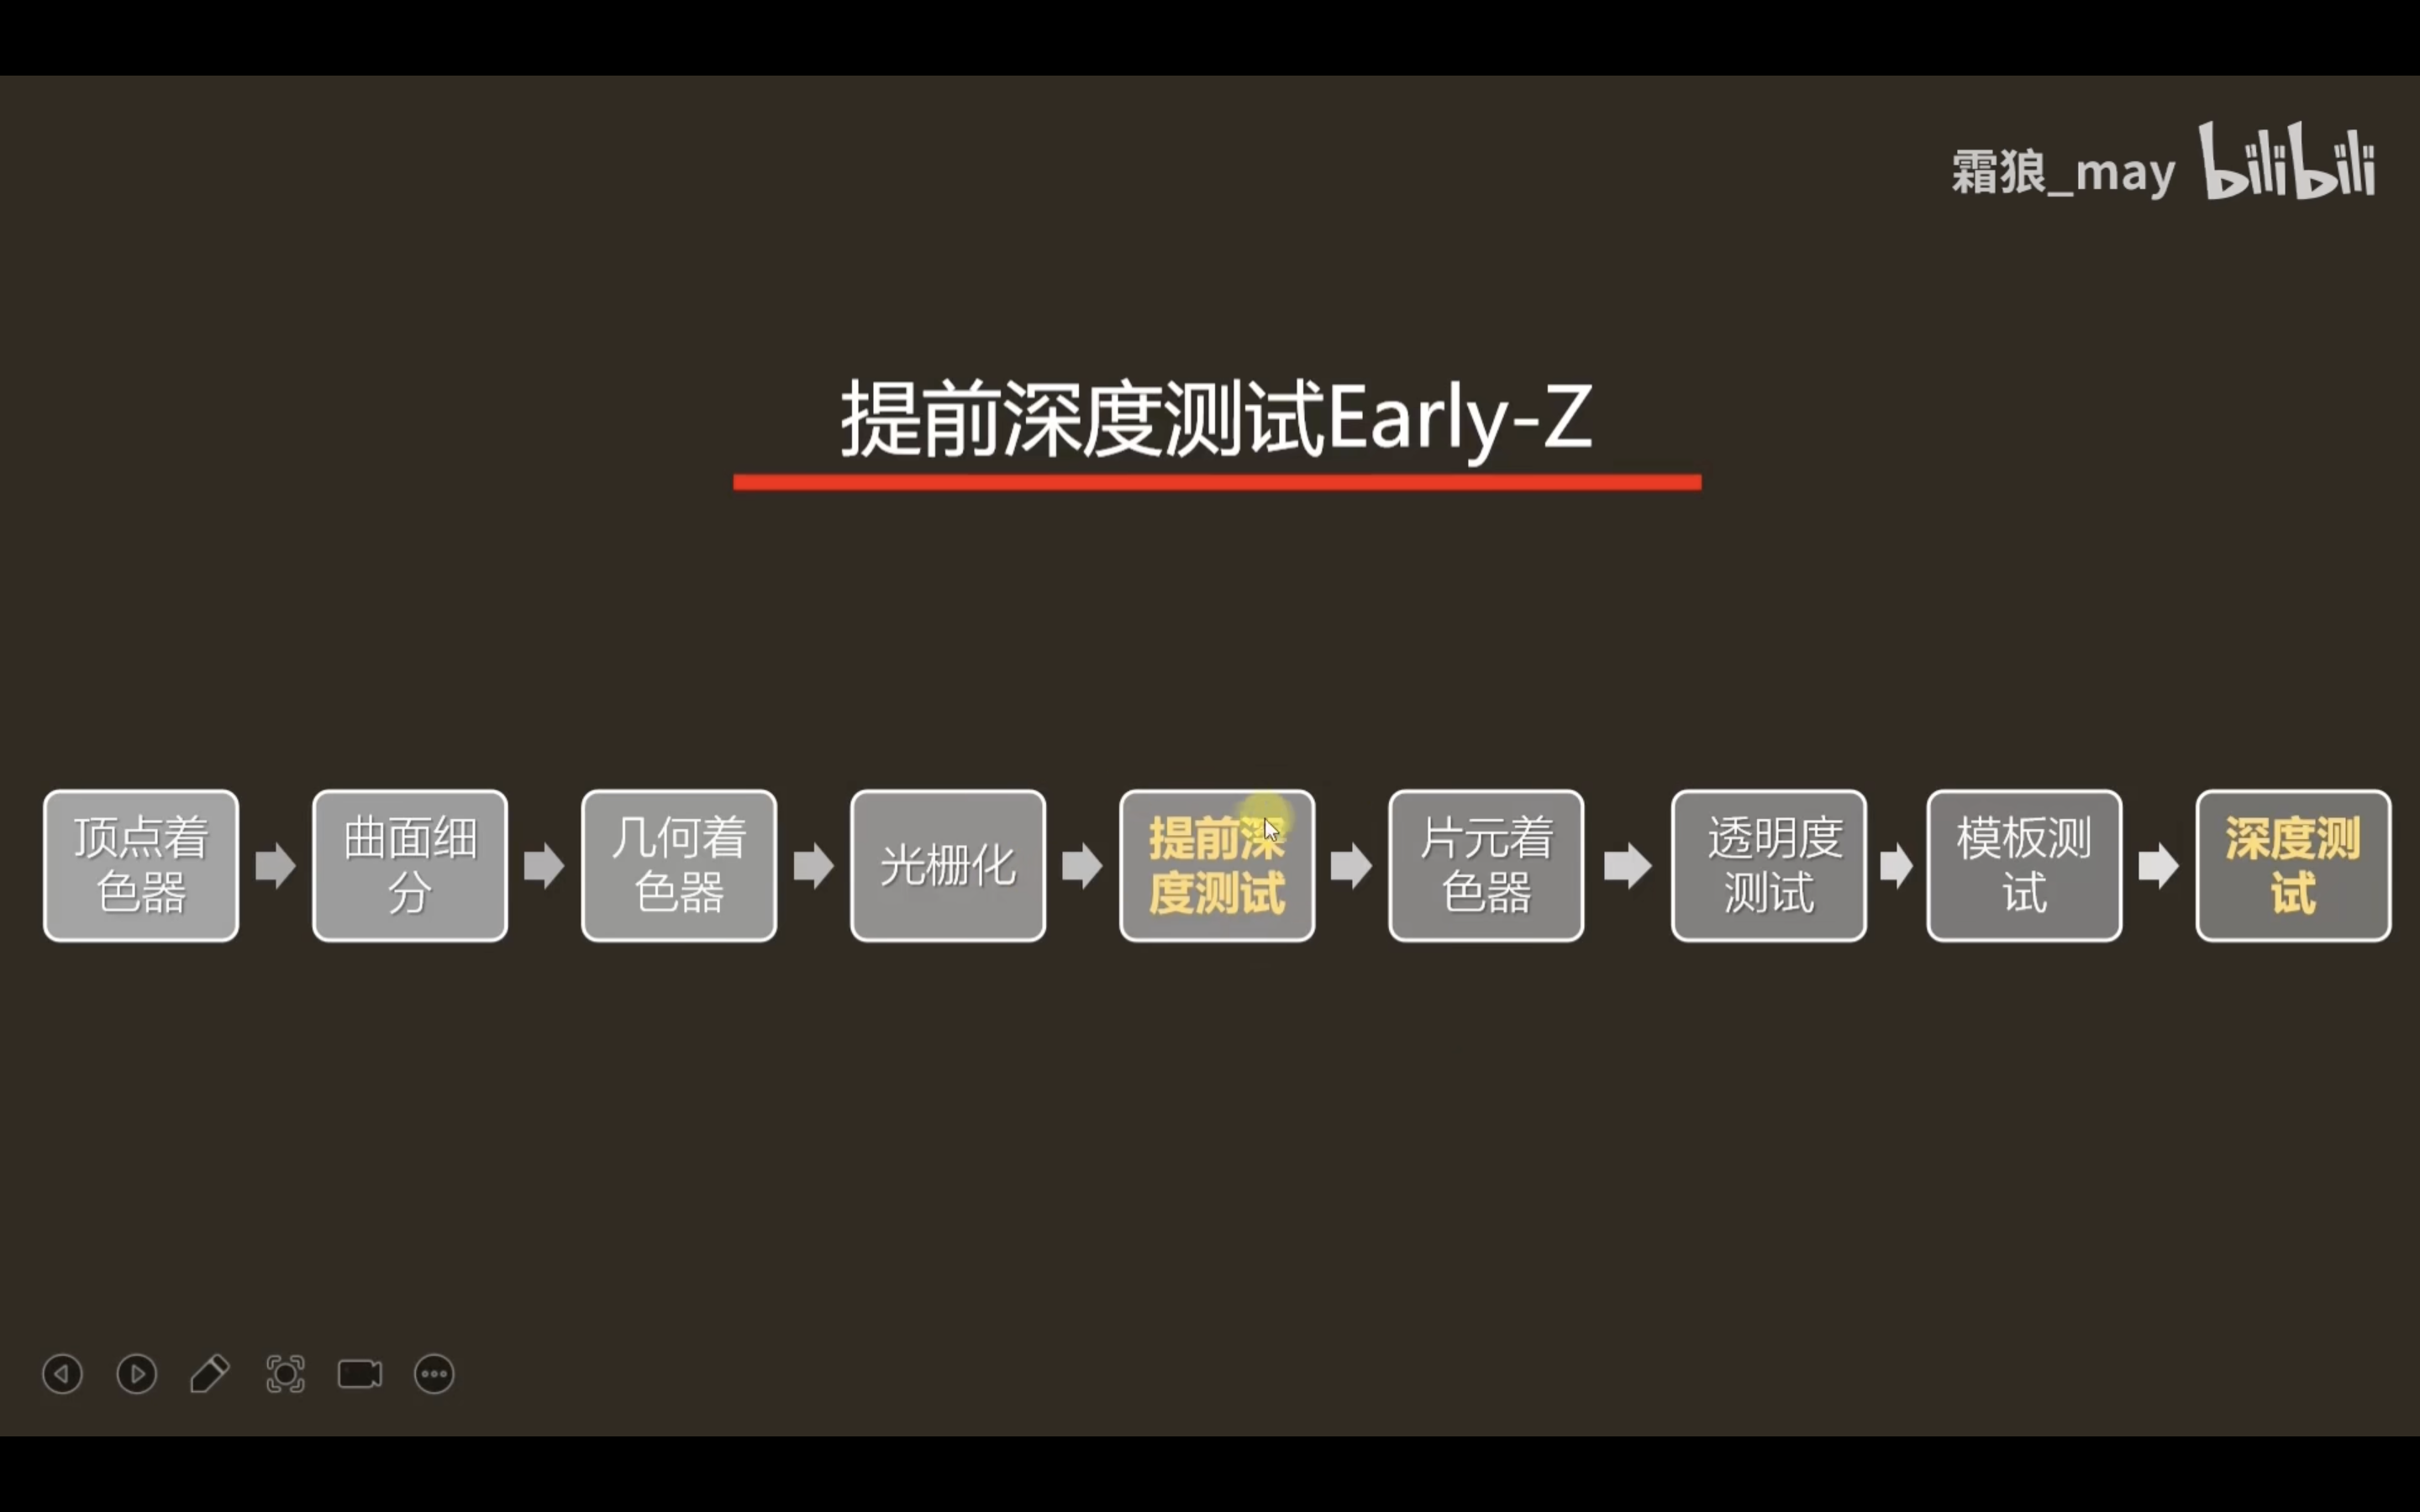 霜狼_may bilibili
提前深度测试Early-Z
顶点着
色器
曲面细
分
几何着
色器
光栅化
提前深
度测试
片元着
色器
透明度
测试
模板测
试
深度测
试